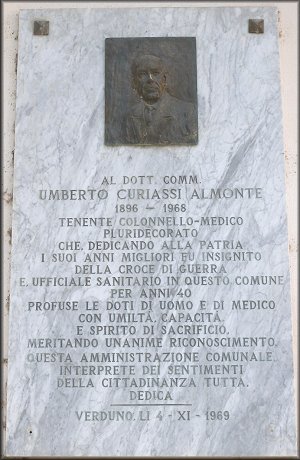 AL DOTT. COMM.
UMBERTO CURIASSI ALMONTE
1896 - 1968
TENENTE COLONNELLO-MEDICO
PLURIDECORATO
CHE, DEDICANDO ALLA PATRIA
I SUOI ANNI MIGLIORI FU INSIGNITO
DELLA CROCE DI GUERRA
E, UFFICIALE SANITARIO IN QUESTO COMUNE
PER ANNI 40
PROFUSE LE DOTI DI UOMO E DI MEDICO
CON UMILTÀ, CAPACITÀ
E SPIRITO DI SACRIFICIO,
MERITANDO UNANIME RICONOSCIMENTO.
QUESTA AMMINISTRAZIONE COMUNALE,
INTERPRETE DEI SENTIMENTI
DELLA CITTADINANZA TUTTA,
DEDICA
VERDUNO, LI 4 - XI - 1969